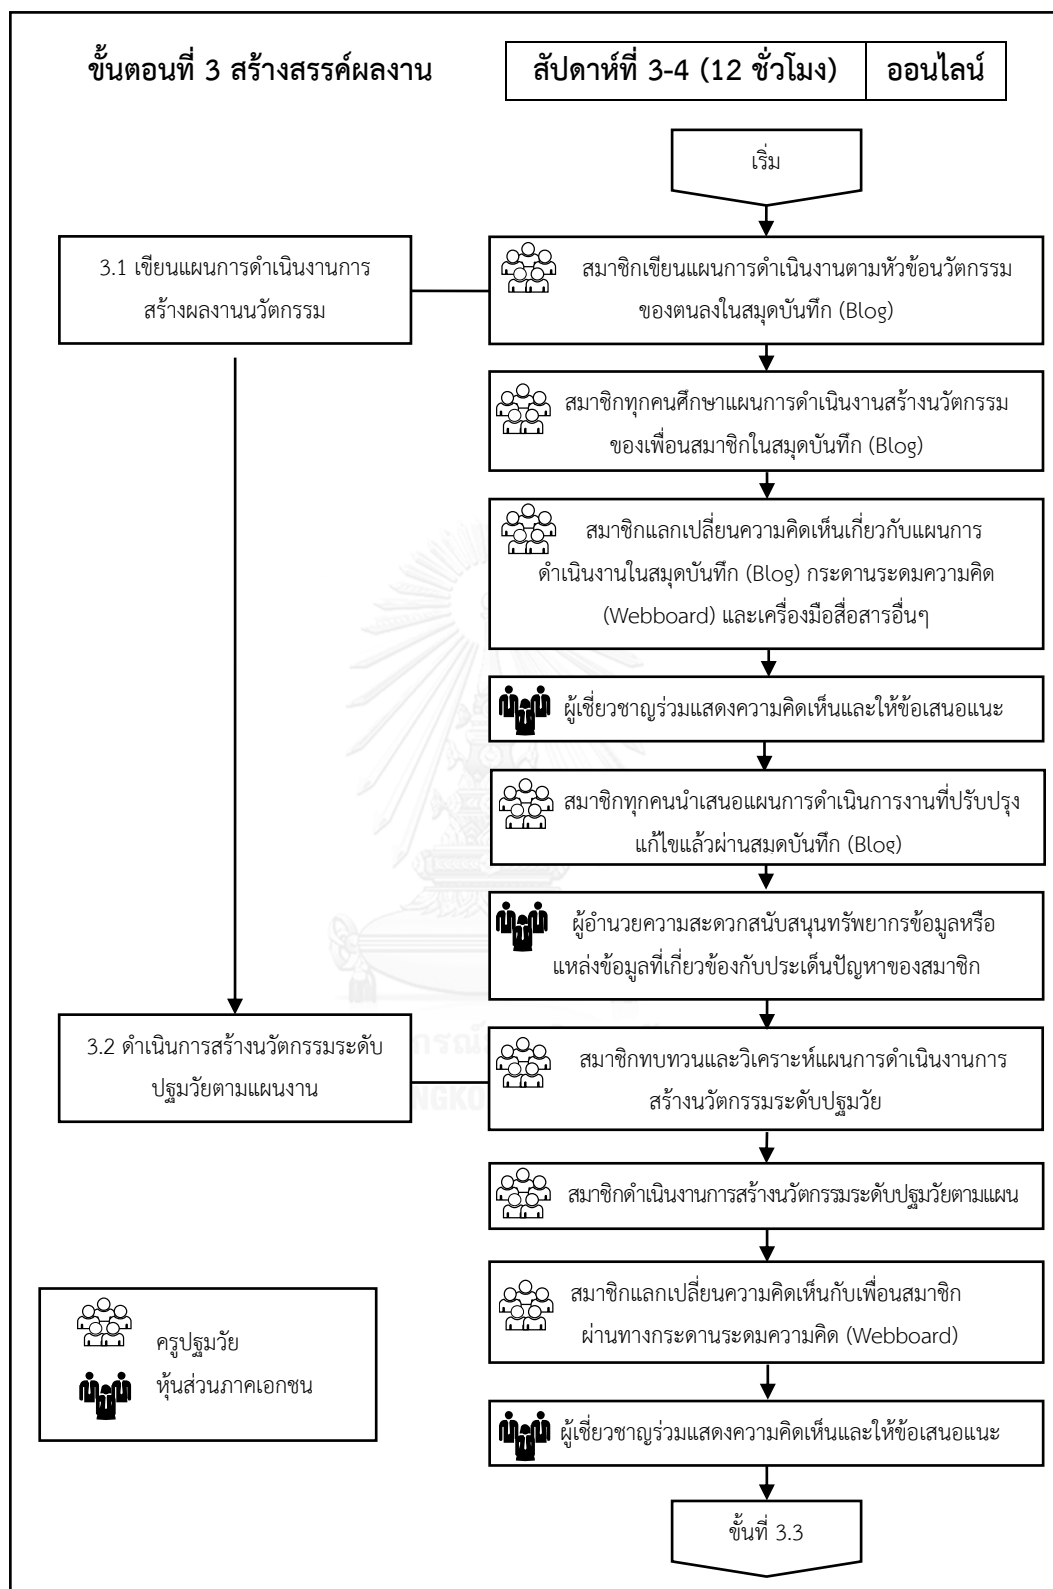 ขั้นตอนที่ 3 สร้างสรรค์ผลงาน
สัปดาห์ที่ 3-4 (12 ชั่วโมง)
ออนไลน์
เริ่ม
3.1 เขียนแผนการดำเนินงานการ
สร้างผลงานนวัตกรรม
สมาชิกเขียนแผนการดำเนินงานตามหัวข้อนวัตกรรม
ของตนลงในสมุดบันทึก (Blog)
สมาชิกทุกคนศึกษาแผนการดำเนินงานสร้างนวัตกรรม
ของเพื่อนสมาชิกในสมุดบันทึก (Blog)
สมาชิกแลกเปลี่ยนความคิดเห็นเกี่ยวกับแผนการ
ดำเนินงานในสมุดบันทึก (Blog) กระดานระดมความคิด
(Webboard) และเครื่องมือสื่อสารอื่นๆ
ผู้เชี่ยวชาญร่วมแสดงความคิดเห็นและให้ข้อเสนอแนะ
สมาชิกทุกคนนำเสนอแผนการดำเนินการงานที่ปรับปรุง
แก้ไขแล้วผ่านสมุดบันทึก (Blog)
ผู้อำนวยความสะดวกสนับสนุนทรัพยากรข้อมูลหรือ
แหล่งข้อมูลที่เกี่ยวข้องกับประเด็นปัญหาของสมาชิก
3.2 ดำเนินการสร้างนวัตกรรมระดับ
ปฐมวัยตามแผนงาน
สมาชิกทบทวนและวิเคราะห์แผนการดำเนินงานการ
สร้างนวัตกรรมระดับปฐมวัย
สมาชิกดำเนินงานการสร้างนวัตกรรมระดับปฐมวัยตามแผน
สมาชิกแลกเปลี่ยนความคิดเห็นกับเพื่อนสมาชิก
ผ่านทางกระดานระดมความคิด (Webboard)
ผู้เชี่ยวชาญร่วมแสดงความคิดเห็นและให้ข้อเสนอแนะ
ขั้นที่ 3.3
ครูปฐมวัย
หุ้นส่วนภาคเอกชน